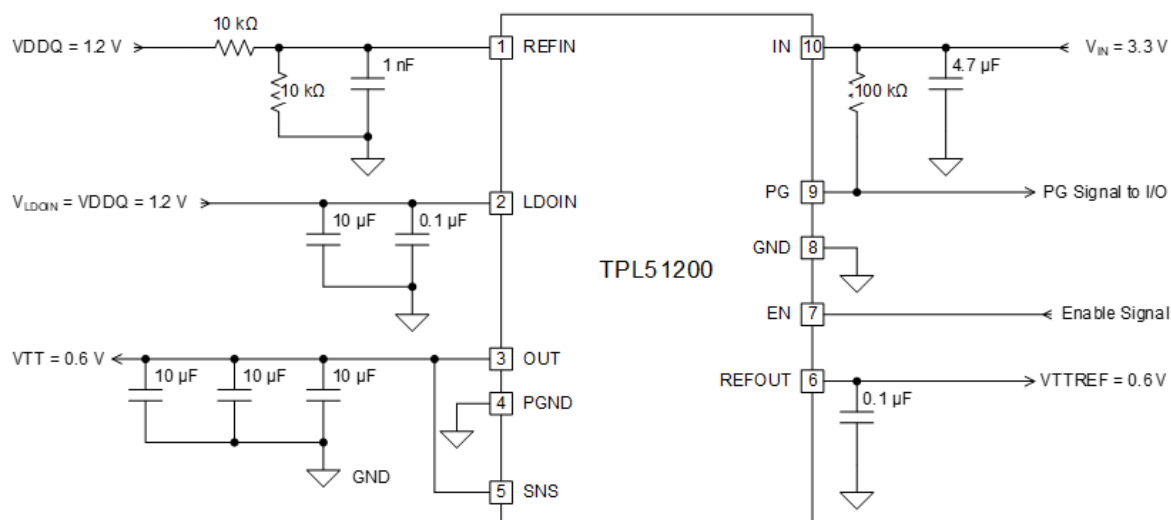 10 kΩ
VDDQ = 1.2 V
1 REFIN
1 nF
10 kΩ
IN 10
V_IN = 3.3 V
4.7 µF
100 kΩ
V_LDOIN = VDDQ = 1.2 V
2 LDOIN
10 µF
0.1 µF
PG 9
PG Signal to I/O
GND 8
TPL51200
EN 7
Enable Signal
VTT = 0.6 V
3 OUT
10 µF
10 µF
10 µF
4 PGND
GND
5 SNS
REFOUT 6
VTTREF = 0.6 V
0.1 µF